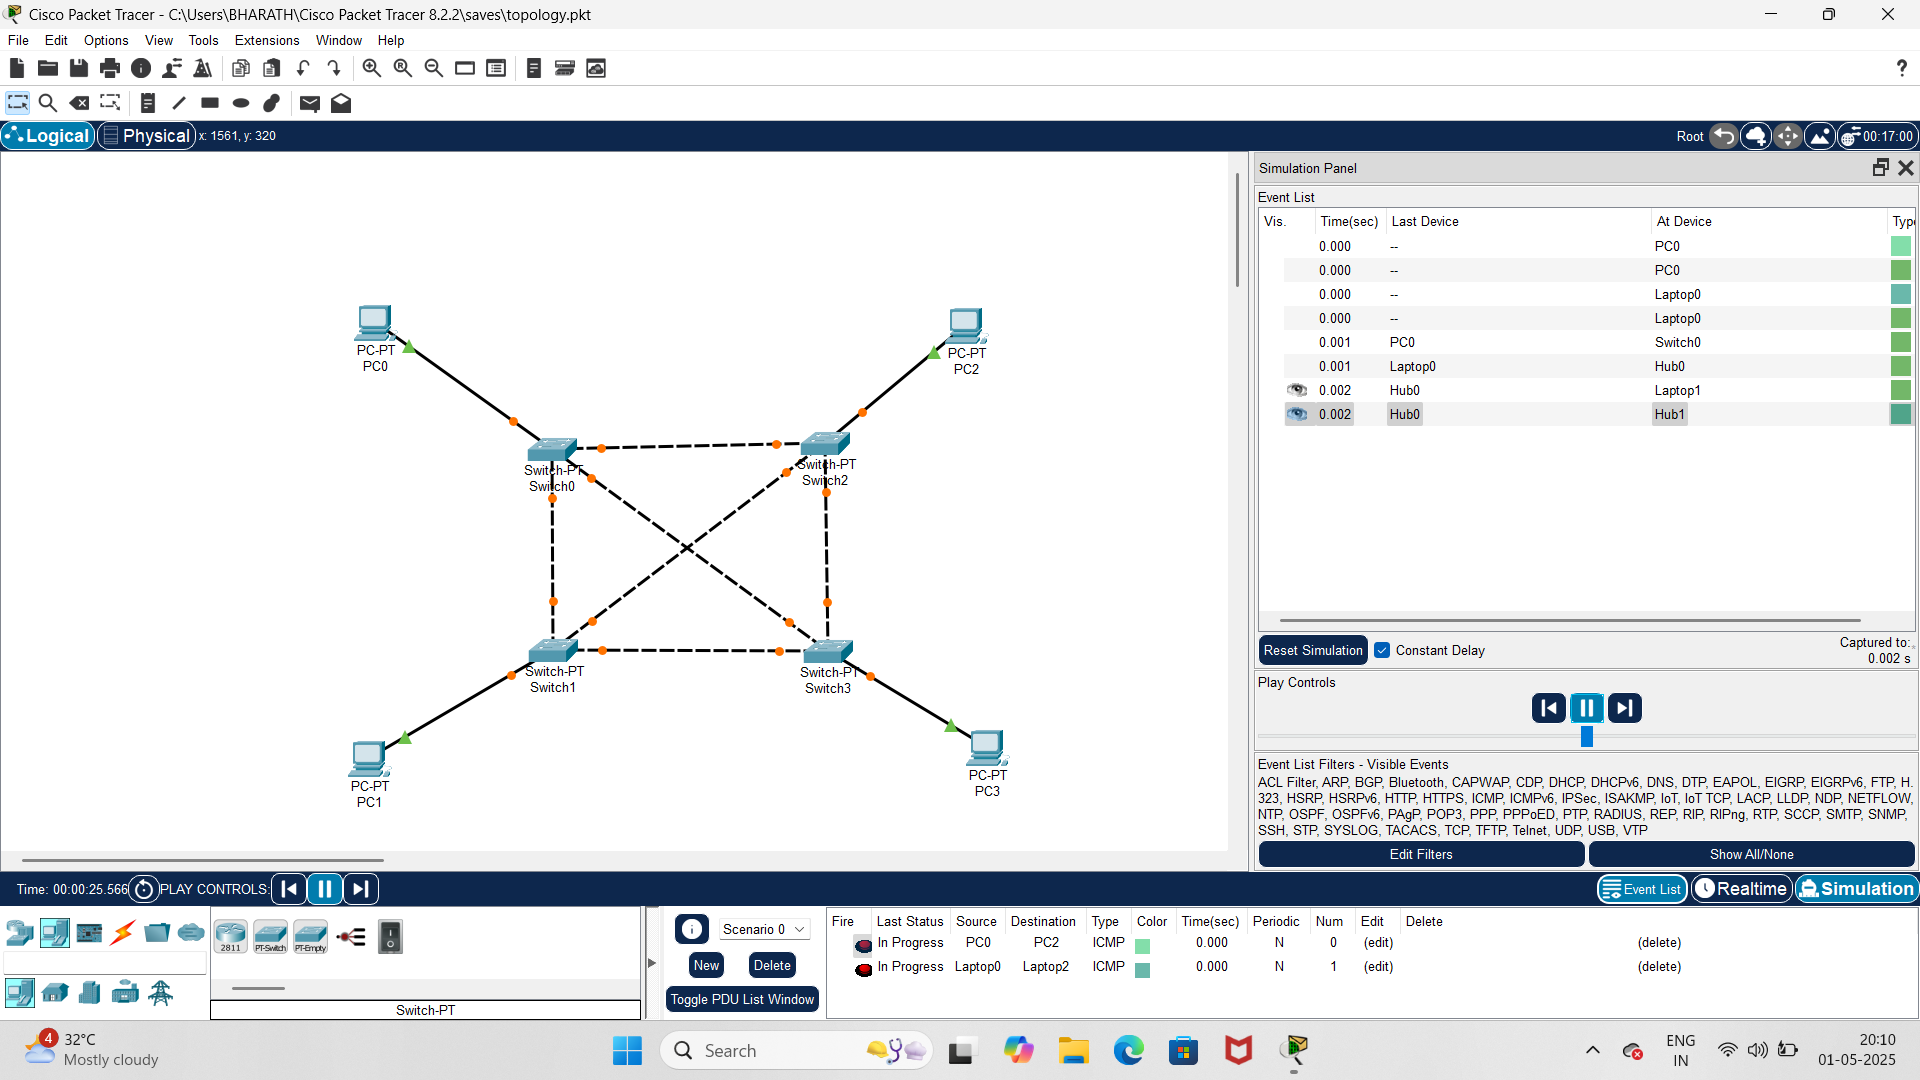 Cisco Packet Tracer - C:\Users\BHARATH\Cisco Packet Tracer 8.2.2\saves\topology.pkt
File Edit Options View Tools Extensions Window Help
?
Logical Physical x: 1561, y: 320 Root 00:17:00
PC-PT
PC0
PC-PT
PC2
Switch-PT
Switch0
Switch-PT
Switch2
Switch-PT
Switch1
Switch-PT
Switch3
PC-PT
PC1
PC-PT
PC3
Simulation Panel
Event List
Vis. Time(sec) Last Device At Device Type
0.000 -- PC0
0.000 -- PC0
0.000 -- Laptop0
0.000 -- Laptop0
0.001 PC0 Switch0
0.001 Laptop0 Hub0
0.002 Hub0 Laptop1
0.002 Hub0 Hub1
Reset Simulation Constant Delay Captured to:
0.002 s
Play Controls
Event List Filters - Visible Events
ACL Filter, ARP, BGP, Bluetooth, CAPWAP, CDP, DHCP, DHCPv6, DNS, DTP, EAPOL, EIGRP, EIGRPv6, FTP, H.
323, HSRP, HSRPv6, HTTP, HTTPS, ICMP, ICMPv6, IPSec, ISAKMP, IoT, IoT TCP, LACP, LLDP, NDP, NETFLOW,
NTP, OSPF, OSPFv6, PAgP, POP3, PPP, PPPoED, PTP, RADIUS, REP, RIP, RIPng, RTP, SCCP, SMTP, SNMP,
SSH, STP, SYSLOG, TACACS, TCP, TFTP, Telnet, UDP, USB, VTP
Edit Filters Show All/None
Time: 00:00:25.566 PLAY CONTROLS: Event List Realtime Simulation
2811 PT-Switch PT-Empty
Switch-PT
Scenario 0
New Delete
Toggle PDU List Window
Fire Last Status Source Destination Type Color Time(sec) Periodic Num Edit Delete
In Progress PC0 PC2 ICMP 0.000 N 0 (edit) (delete)
In Progress Laptop0 Laptop2 ICMP 0.000 N 1 (edit) (delete)
4 32°C
Mostly cloudy
Search
ENG
IN
20:10
01-05-2025